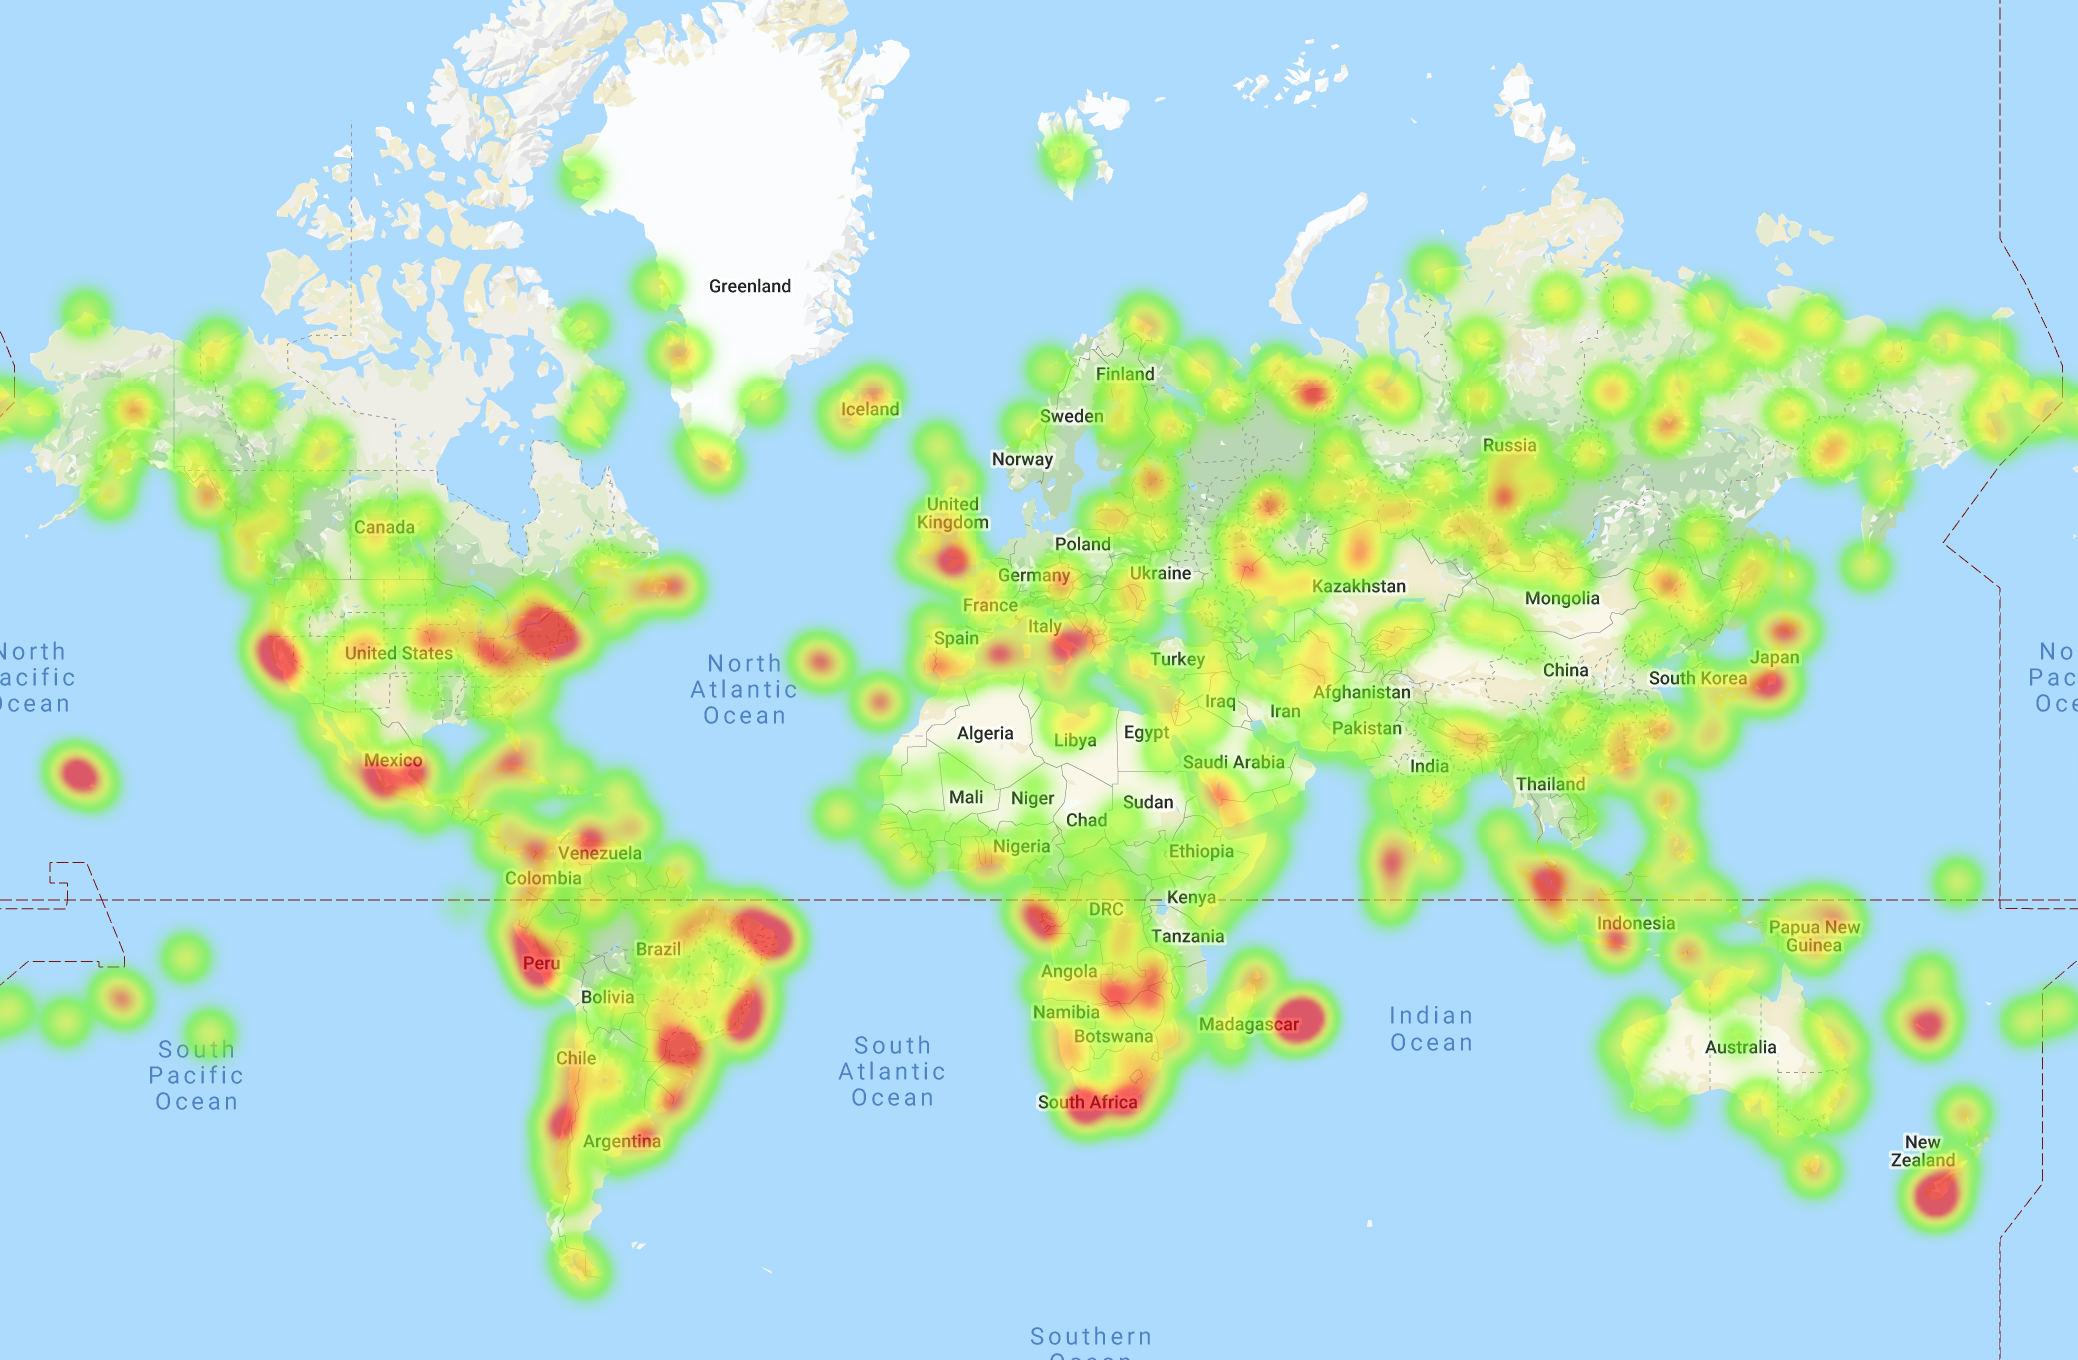 Greenland
Iceland
Finland
Sweden
Norway
Russia
United
Kingdom
Canada
Poland
Germany
Ukraine
Kazakhstan
Mongolia
France
Italy
Spain
United States
North
acific
Ocean
North
Atlantic
Ocean
Turkey
China
Japan
South Korea
No
Pac
Oce
Afghanistan
Iraq
Iran
Pakistan
Algeria
Libya
Egypt
Mexico
Saudi Arabia
India
Thailand
Mali
Niger
Sudan
Chad
Nigeria
Ethiopia
Venezuela
Colombia
Kenya
DRC
Indonesia
Papua New
Guinea
Tanzania
Brazil
Peru
Angola
Bolivia
Namibia
Madagascar
Indian
Ocean
Botswana
Chile
Australia
South
Pacific
Ocean
South
Atlantic
Ocean
South Africa
Argentina
New
Zealand
Southern
Ocean